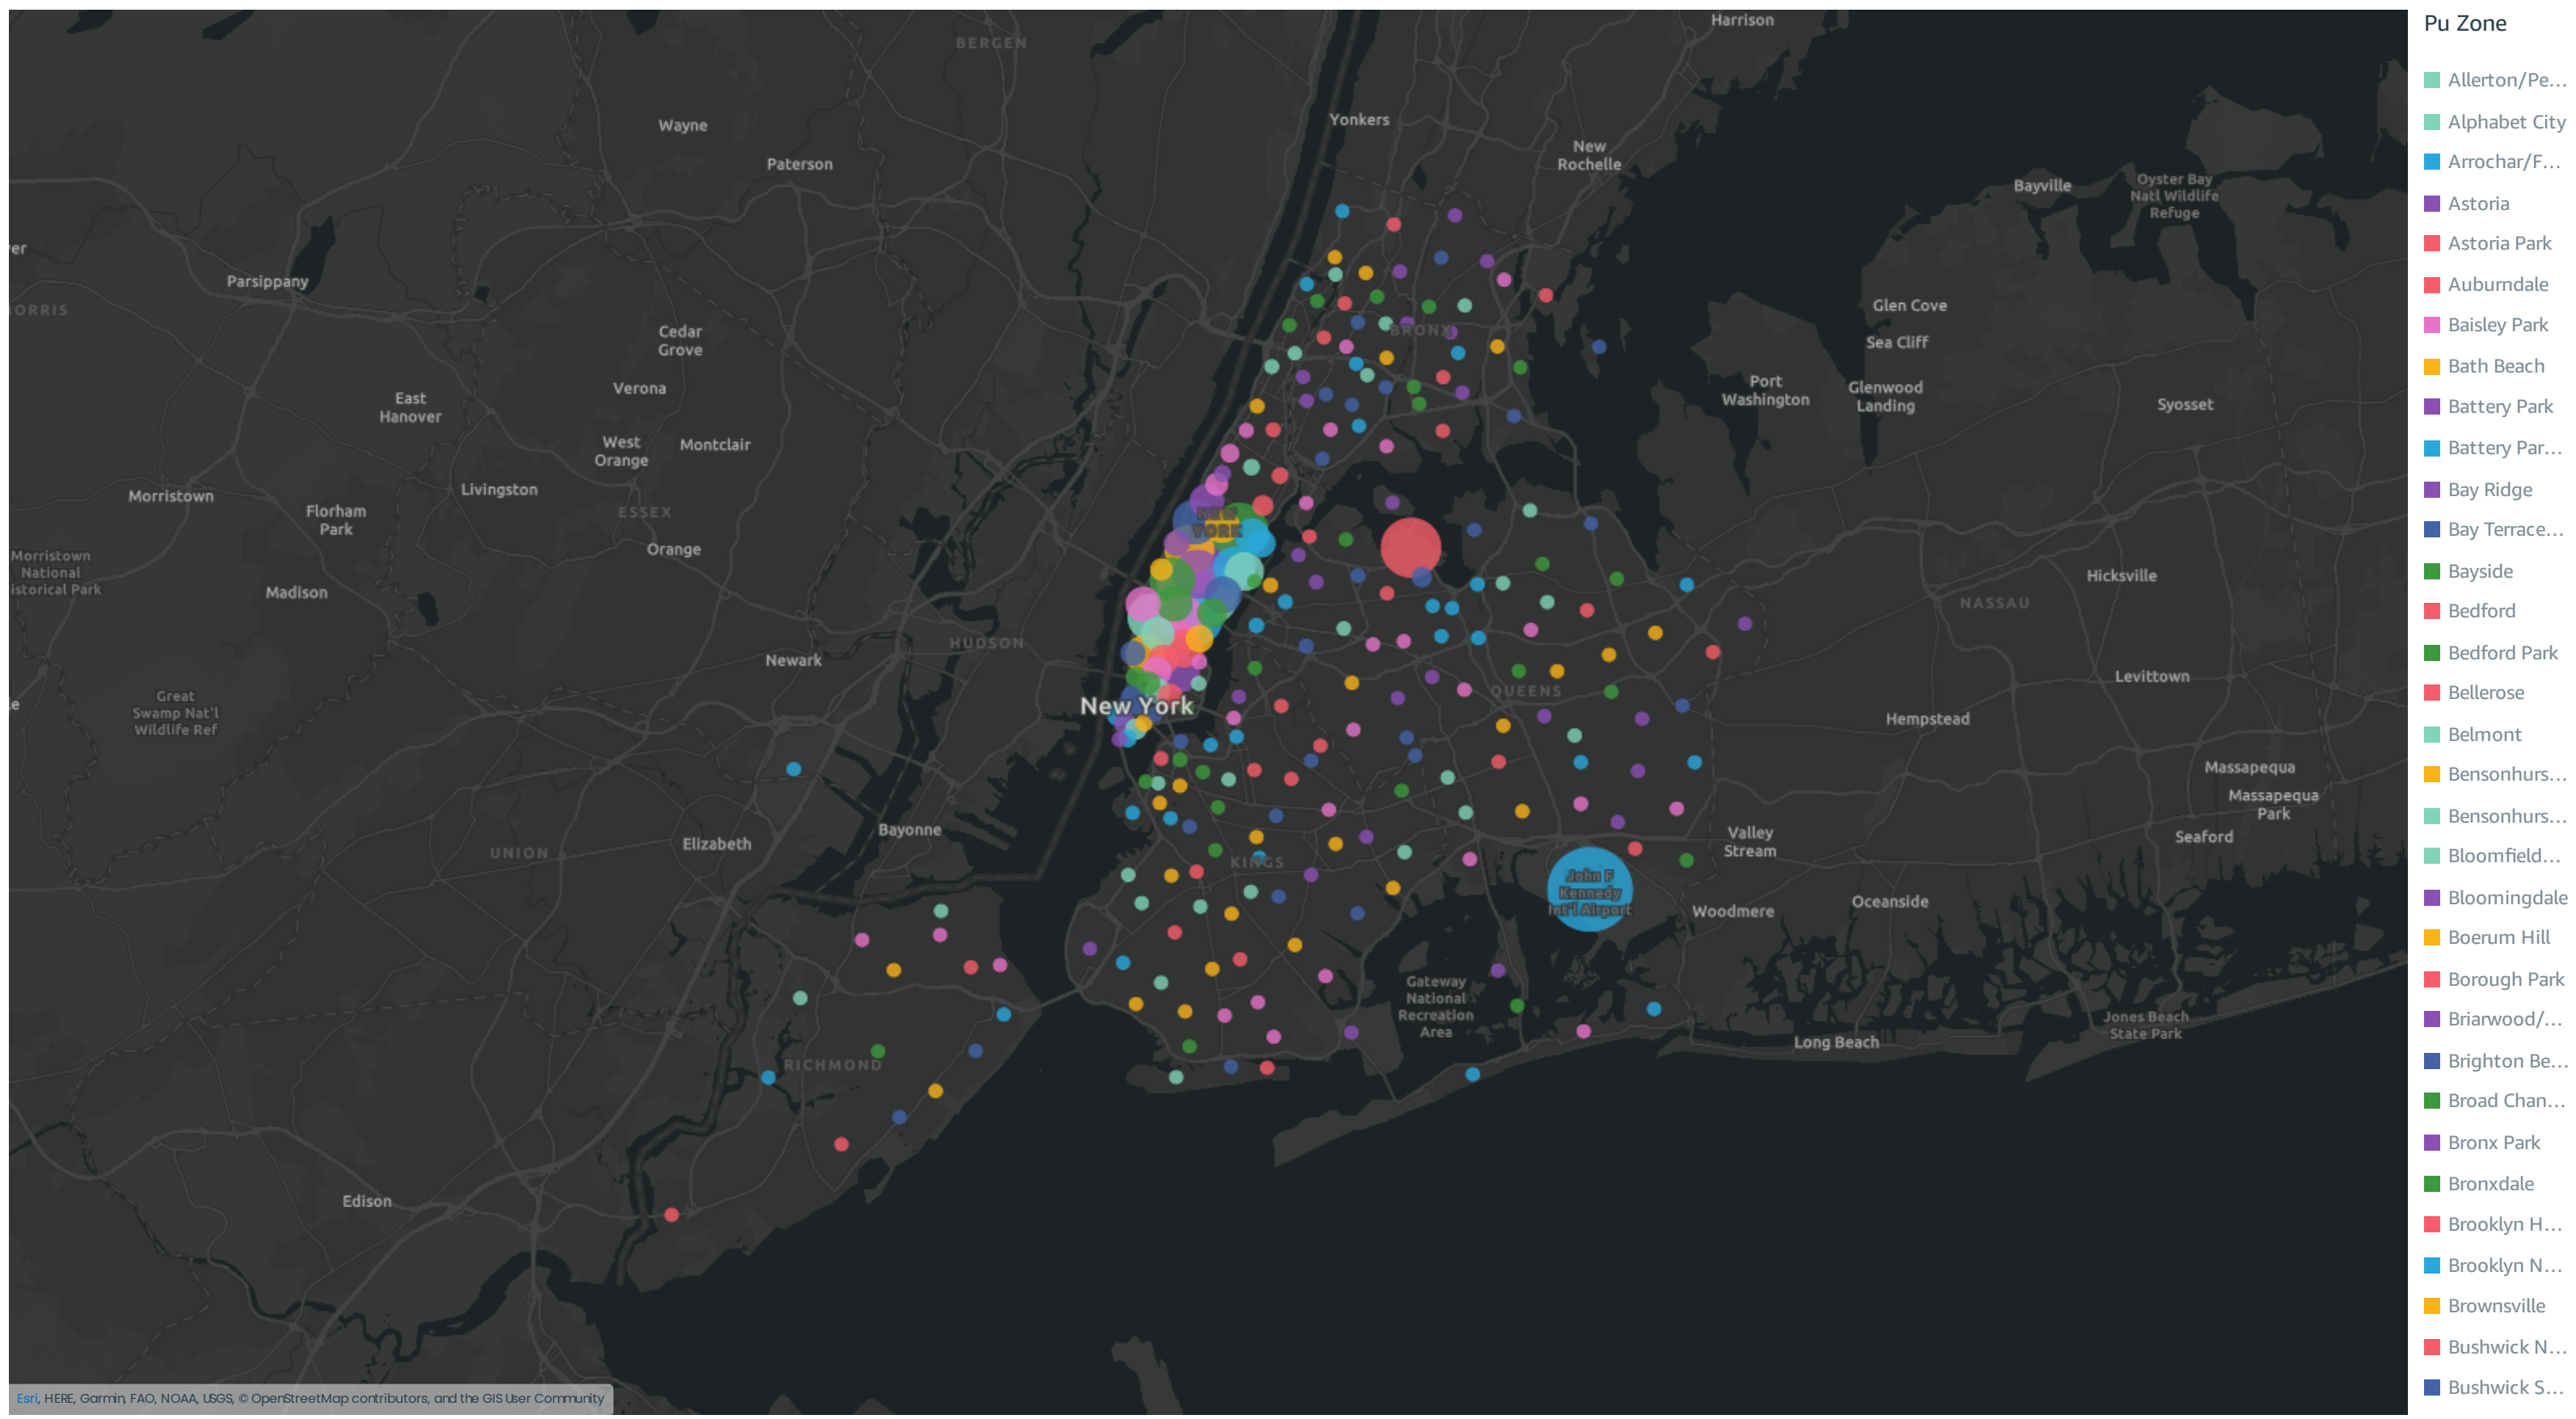 Harrison
BERGEN
Yonkers
Wayne
New
Rochelle
Paterson
Bayville
Oyster Bay
Natl Wildlife
Refuge
Parsippany
Glen Cove
Cedar
Grove
BRONX
Sea Cliff
Verona
Port
Washington
Glenwood
Landing
East
Hanover
Syosset
West
Orange
Montclair
Livingston
Morristown
Florham
Park
ESSEX
NEW
YORK
Orange
Morristown
National
istorical Park
Madison
Hicksville
NASSAU
HUDSON
Newark
Levittown
Great
Swamp Nat'l
Wildlife Ref
QUEENS
New York
Hempstead
Massapequa
Massapequa
Park
Bayonne
Elizabeth
Valley
Stream
Seaford
UNION
KINGS
John F
Kennedy
Int'l Airport
Woodmere
Oceanside
Gateway
National
Recreation
Area
Jones Beach
State Park
Long Beach
RICHMOND
Edison
Esri, HERE, Garmin, FAO, NOAA, USGS, © OpenStreetMap contributors, and the GIS User Community
Pu Zone
Allerton/Pe...
Alphabet City
Arrochar/F...
Astoria
Astoria Park
Auburndale
Baisley Park
Bath Beach
Battery Park
Battery Par...
Bay Ridge
Bay Terrace...
Bayside
Bedford
Bedford Park
Bellerose
Belmont
Bensonhurs...
Bensonhurs...
Bloomfield...
Bloomingdale
Boerum Hill
Borough Park
Briarwood/...
Brighton Be...
Broad Chan...
Bronx Park
Bronxdale
Brooklyn H...
Brooklyn N...
Brownsville
Bushwick N...
Bushwick S...